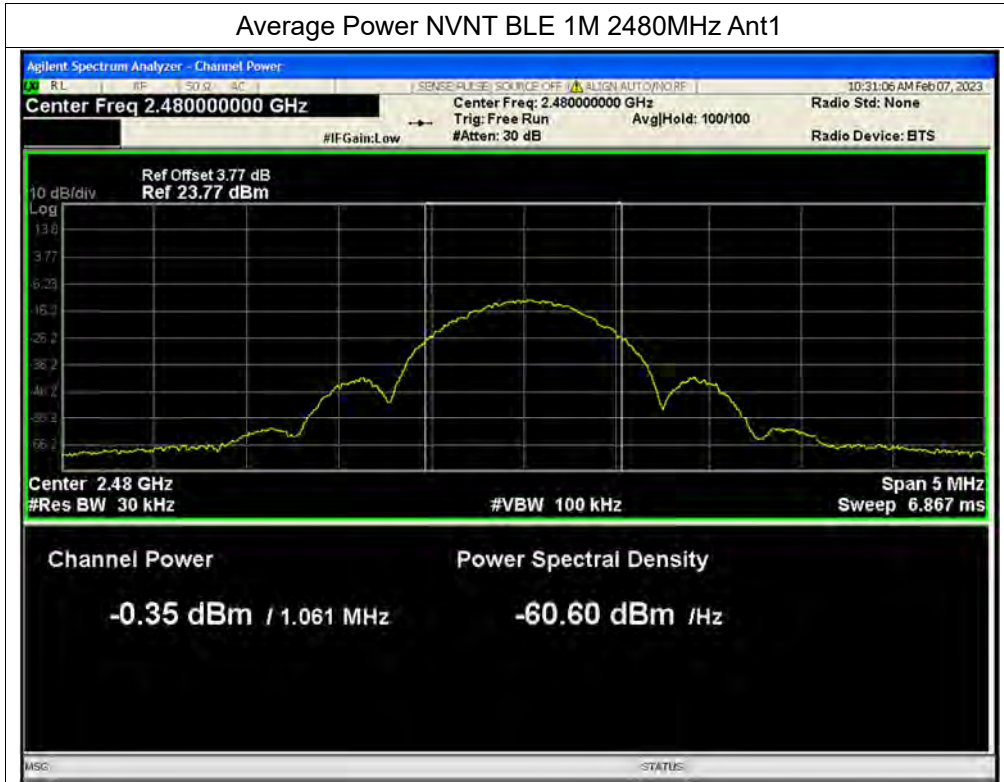 Average Power NVNT BLE 1M 2480MHz Ant1
Agilent Spectrum Analyzer - Channel Power
RL RF 50 Ω AC SENSE:PULSE SOURCE OFF ALIGN AUTO/NO RF 10:31:06 AM Feb 07, 2023
Center Freq 2.480000000 GHz Center Freq: 2.480000000 GHz Radio Std: None
Trig: Free Run Avg|Hold: 100/100
#IFGain:Low #Atten: 30 dB Radio Device: BTS
Ref Offset 3.77 dB
10 dB/div Ref 23.77 dBm
Log
13.8
3.77
-6.23
-16.2
-26.2
-36.2
-46.2
-56.2
-66.2
Center 2.48 GHz Span 5 MHz
#Res BW 30 kHz #VBW 100 kHz Sweep 6.867 ms
Channel Power Power Spectral Density
-0.35 dBm / 1.061 MHz -60.60 dBm /Hz
MSG STATUS